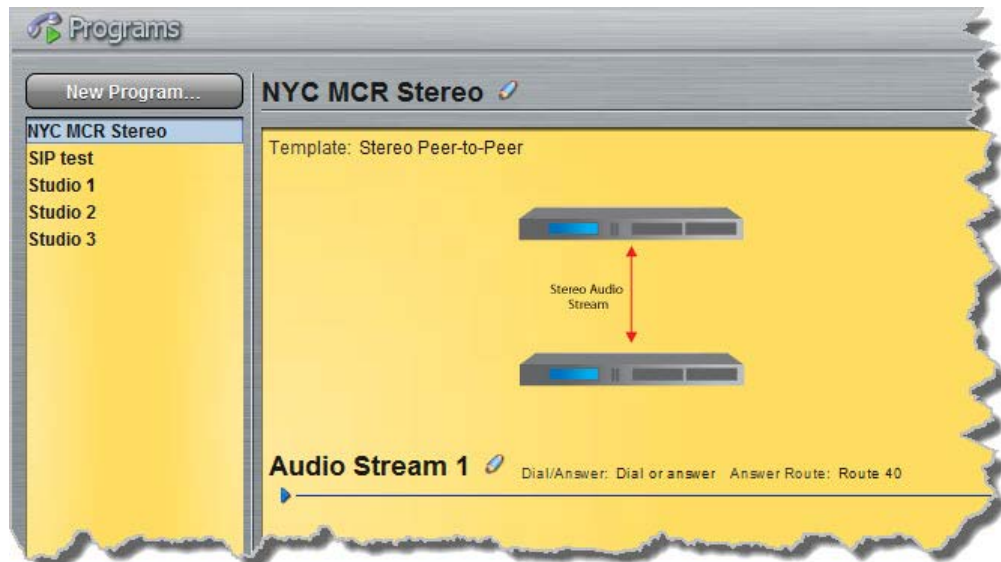 Programs
New Program...
NYC MCR Stereo
SIP test
Studio 1
Studio 2
Studio 3
NYC MCR Stereo
Template: Stereo Peer-to-Peer
Stereo Audio
Stream
Audio Stream 1 Dial/Answer: Dial or answer Answer Route: Route 40